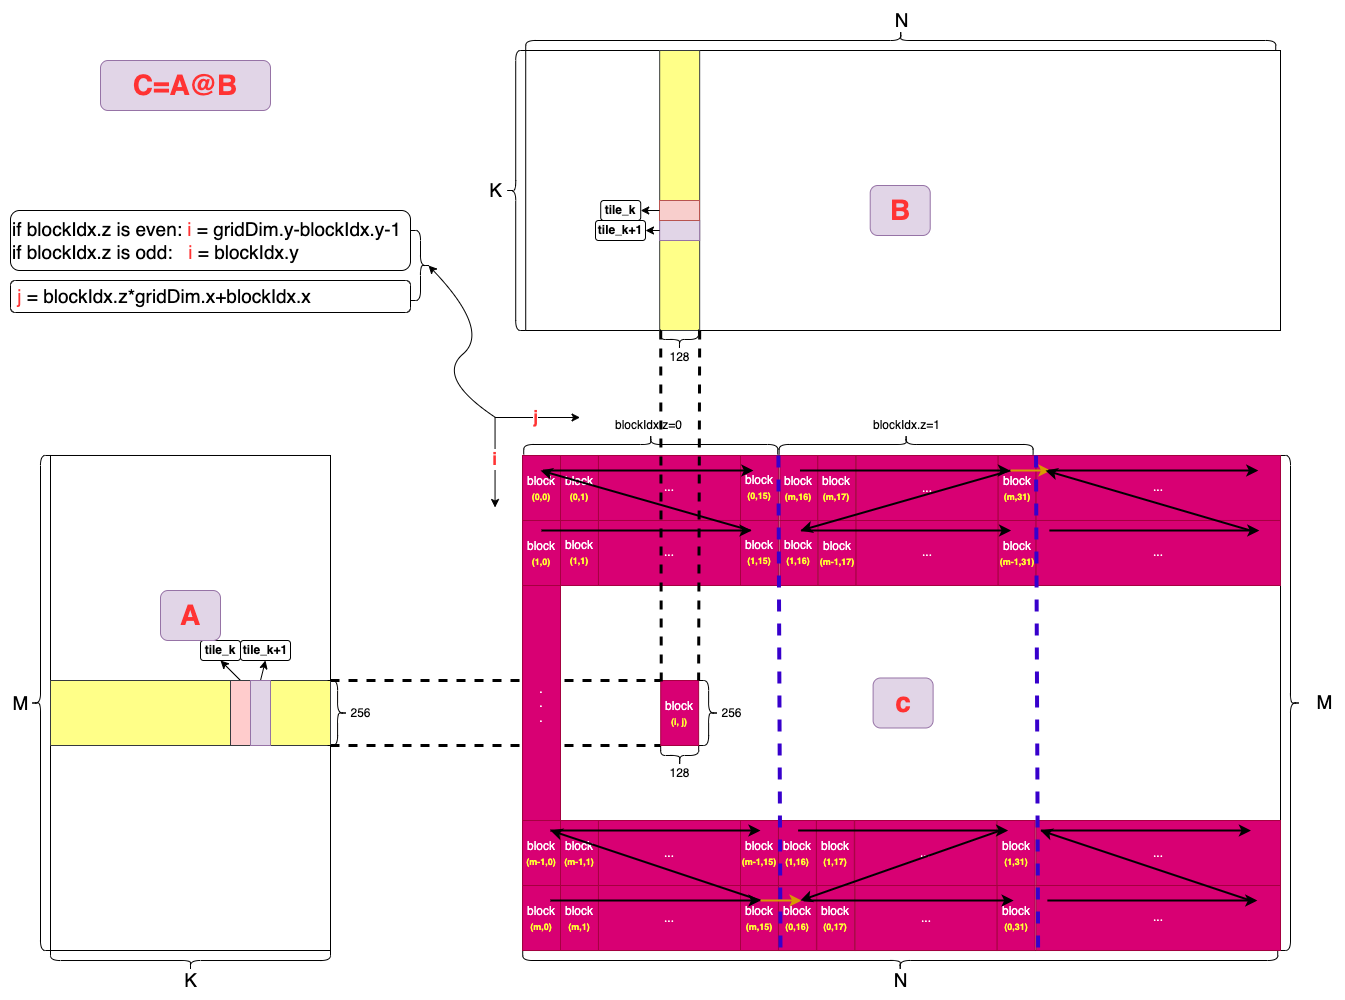 N
C=A@B
K
B
tile_k
tile_k+1
if blockIdx.z is even: i = gridDim.y-blockIdx.y-1
if blockIdx.z is odd: i = blockIdx.y
j = blockIdx.z*gridDim.x+blockIdx.x
128
j
i
blockIdx.z=0
blockIdx.z=1
block (0,0)
block (0,1)
...
block (0,15)
block (m,16)
block (m,17)
...
block (m,31)
...
block (1,0)
block (1,1)
...
block (1,15)
block (1,16)
block (m-1,17)
...
block (m-1,31)
...
A
tile_k
tile_k+1
M
256
.
.
.
block (i, j)
256
128
c
M
block (m-1,0)
block (m-1,1)
...
block (m-1,15)
block (1,16)
block (1,17)
...
block (1,31)
...
block (m,0)
block (m,1)
...
block (m,15)
block (0,16)
block (0,17)
...
block (0,31)
...
K
N